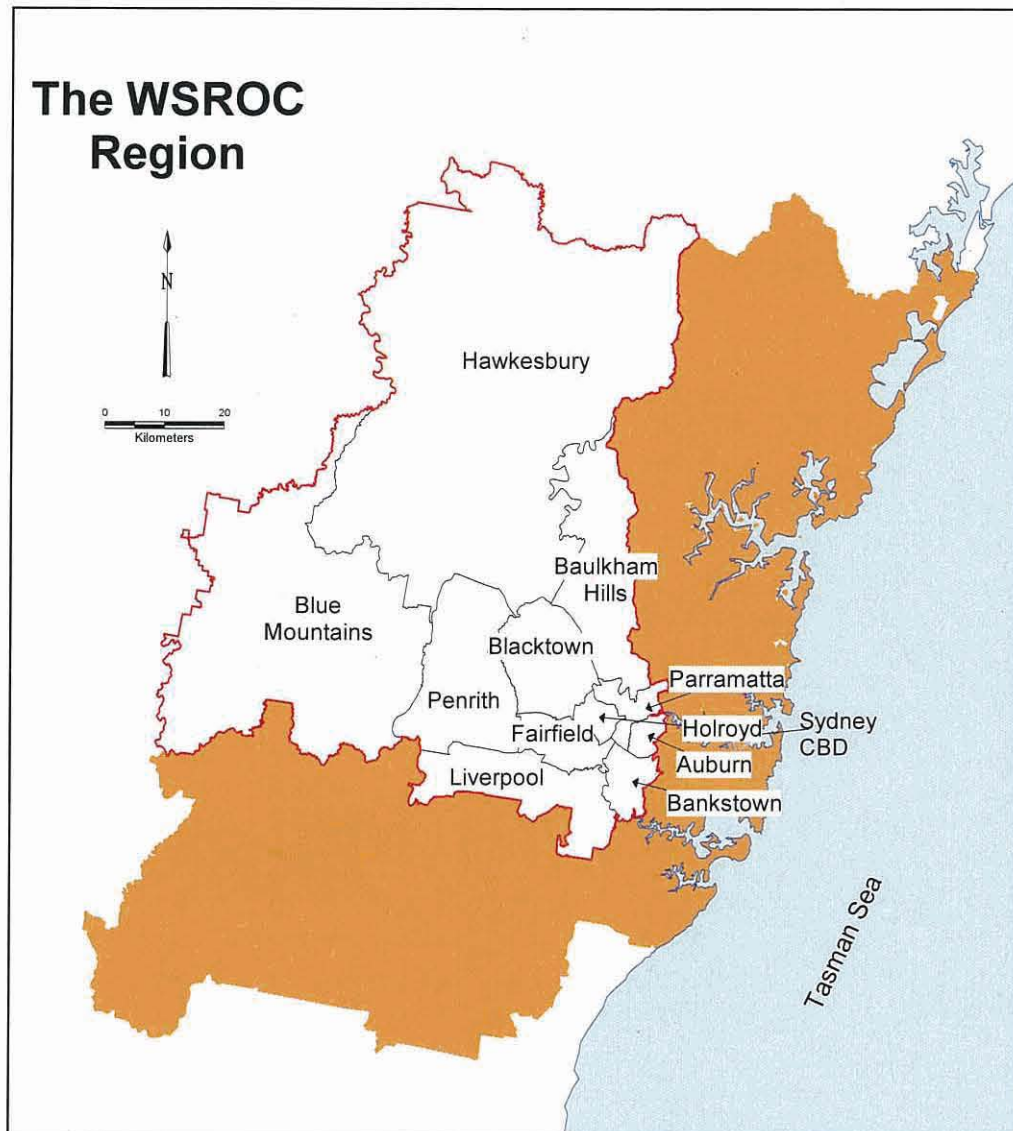 The WSROC
Region
N
0 10 20
Kilometers
Hawkesbury
Baulkham
Hills
Blue
Mountains
Blacktown
Penrith
Parramatta
Fairfield
Holroyd
Sydney
CBD
Auburn
Liverpool
Bankstown
Tasman Sea